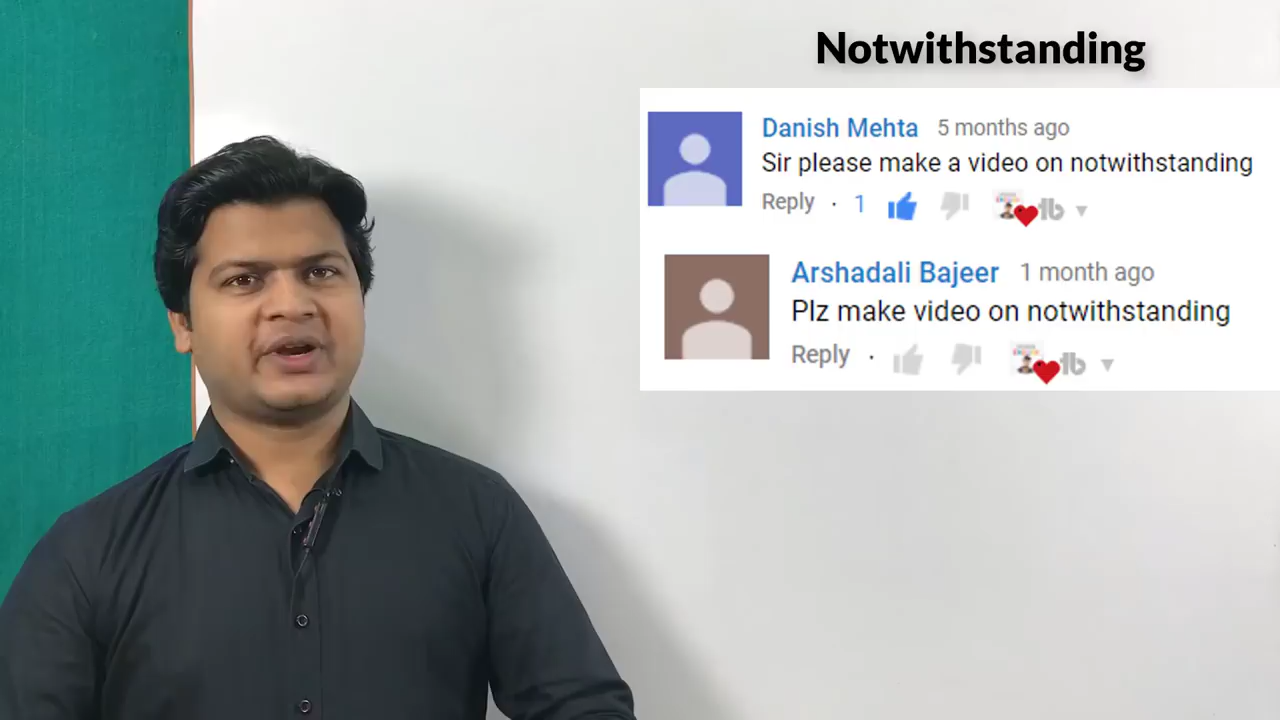 Notwithstanding
Danish Mehta 5 months ago
Sir please make a video on notwithstanding
Reply · 1
Arshadali Bajeer 1 month ago
Plz make video on notwithstanding
Reply ·